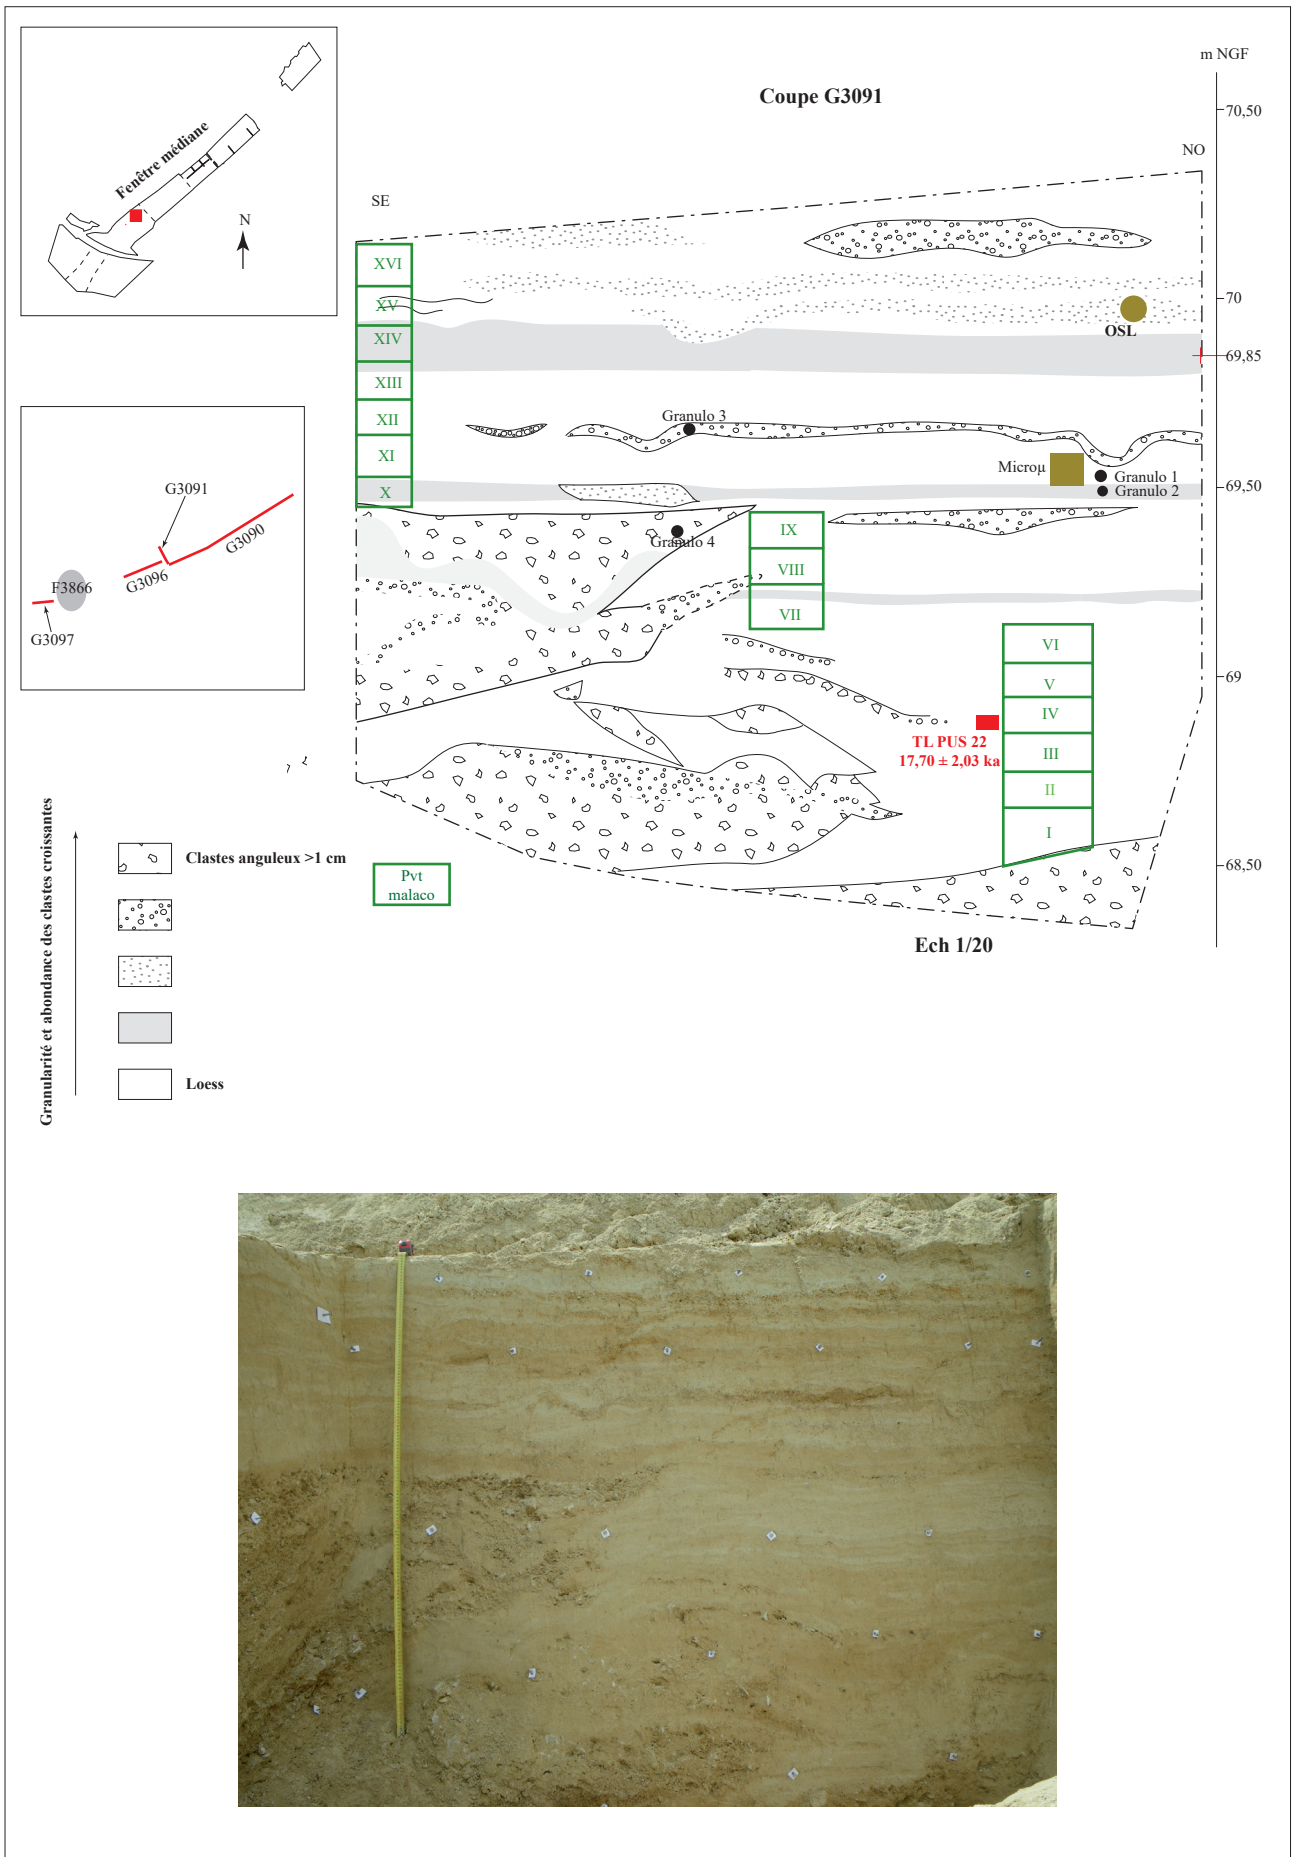 Coupe G3091
m NGF
70,50
NO
SE
Fenêtre médiane
N
XVI
XV
XIV
XIII
XII
XI
X
70
OSL
69,85
Granulo 3
Microµ
Granulo 1
Granulo 2
69,50
Granulo 4
IX
VIII
VII
VI
V
IV
III
II
I
69
TL PUS 22
17,70 ± 2,03 ka
68,50
G3091
G3090
G3096
F3866
G3097
Granularité et abondance des clastes croissantes
Clastes anguleux >1 cm
Loess
Pvt
malaco
Ech 1/20